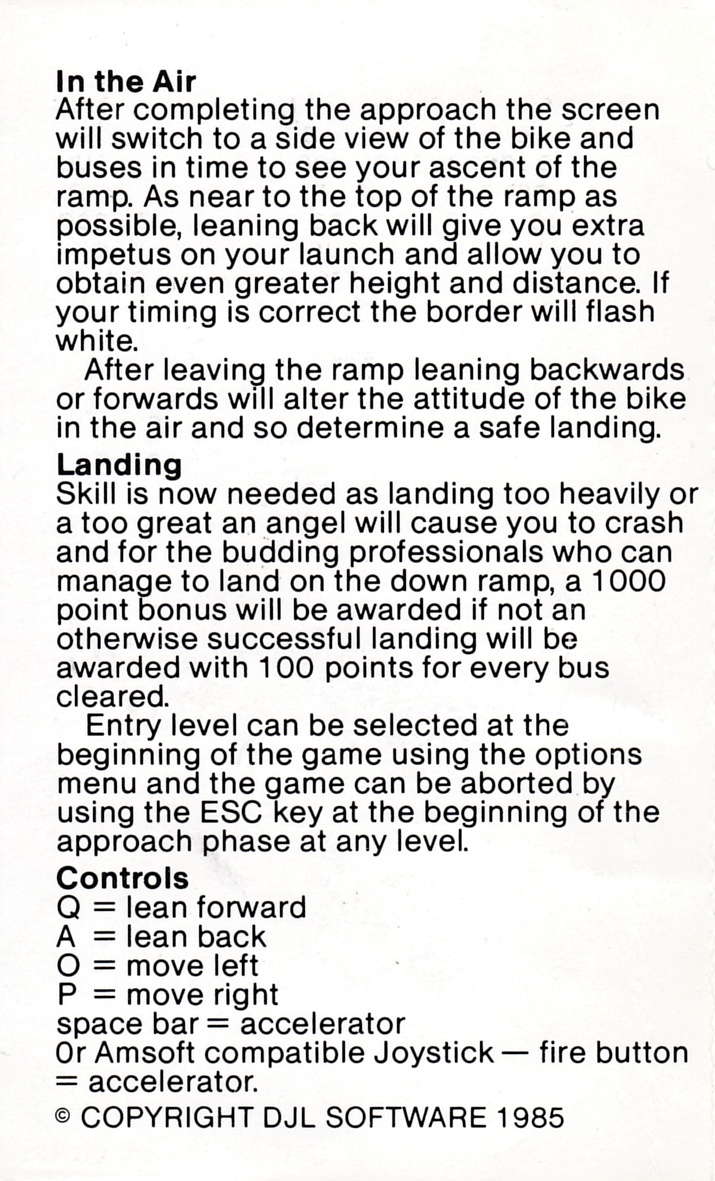 In the Air
After completing the approach the screen
will switch to a side view of the bike and
buses in time to see your ascent of the
ramp. As near to the top of the ramp as
possible, leaning back will give you extra
impetus on your launch and allow you to
obtain even greater height and distance. If
your timing is correct the border will flash
white.
After leaving the ramp leaning backwards
or forwards will alter the attitude of the bike
in the air and so determine a safe landing.
Landing
Skill is now needed as landing too heavily or
a too great an angel will cause you to crash
and for the budding professionals who can
manage to land on the down ramp, a 1000
point bonus will be awarded if not an
otherwise successful landing will be
awarded with 100 points for every bus
cleared.
Entry level can be selected at the
beginning of the game using the options
menu and the game can be aborted by
using the ESC key at the beginning of the
approach phase at any level.
Controls
Q = lean forward
A = lean back
O = move left
P = move right
space bar = accelerator
Or Amsoft compatible Joystick — fire button
= accelerator.
© COPYRIGHT DJL SOFTWARE 1985